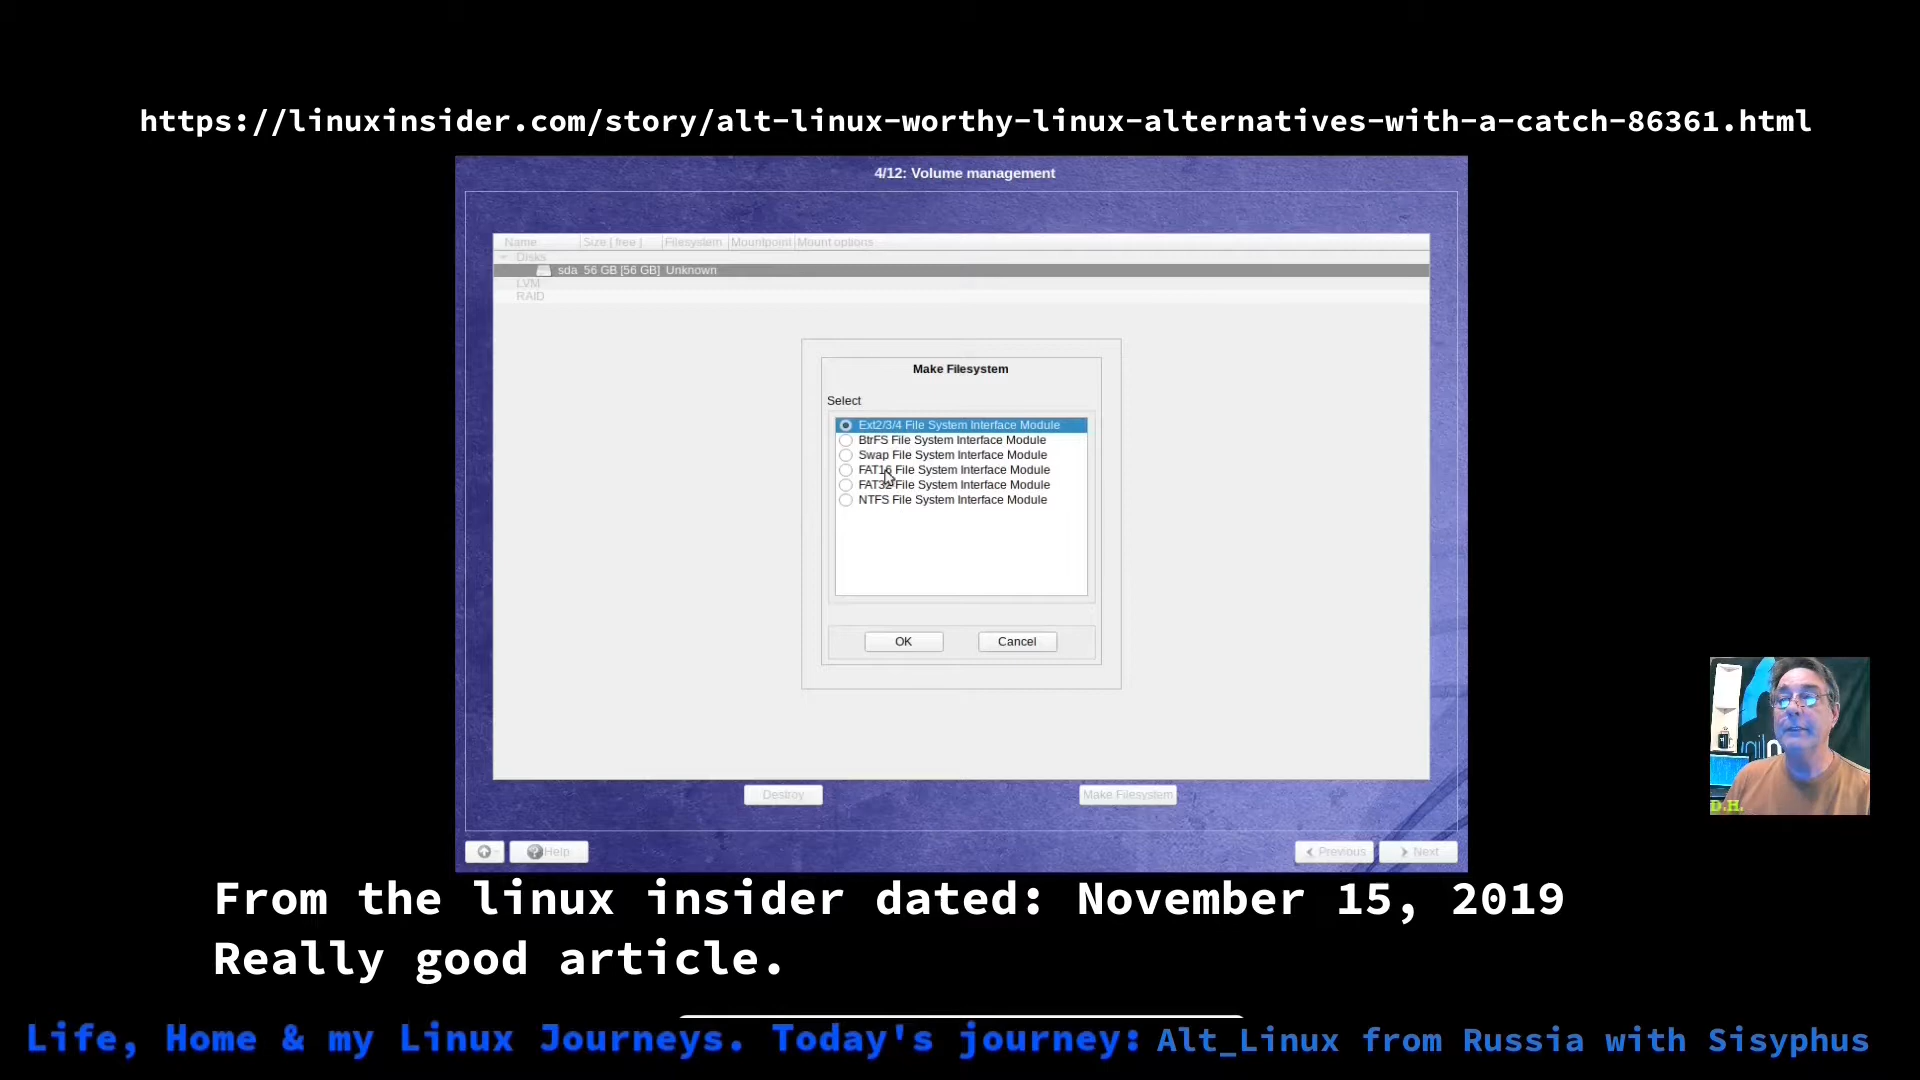 https://linuxinsider.com/story/alt-linux-worthy-linux-alternatives-with-a-catch-86361.html
4/12: Volume management
Name Size [ free ] Filesystem Mountpoint Mount options
Disks
sda 56 GB [56 GB] Unknown
LVM
RAID
Make Filesystem
Select
Ext2/3/4 File System Interface Module
BtrFS File System Interface Module
Swap File System Interface Module
FAT16 File System Interface Module
FAT32 File System Interface Module
NTFS File System Interface Module
OK Cancel
Destroy Make Filesystem
Help Previous Next
D.H.
From the linux insider dated: November 15, 2019
Really good article.
Life, Home & my Linux Journeys. Today's journey: Alt_Linux from Russia with Sisyphus